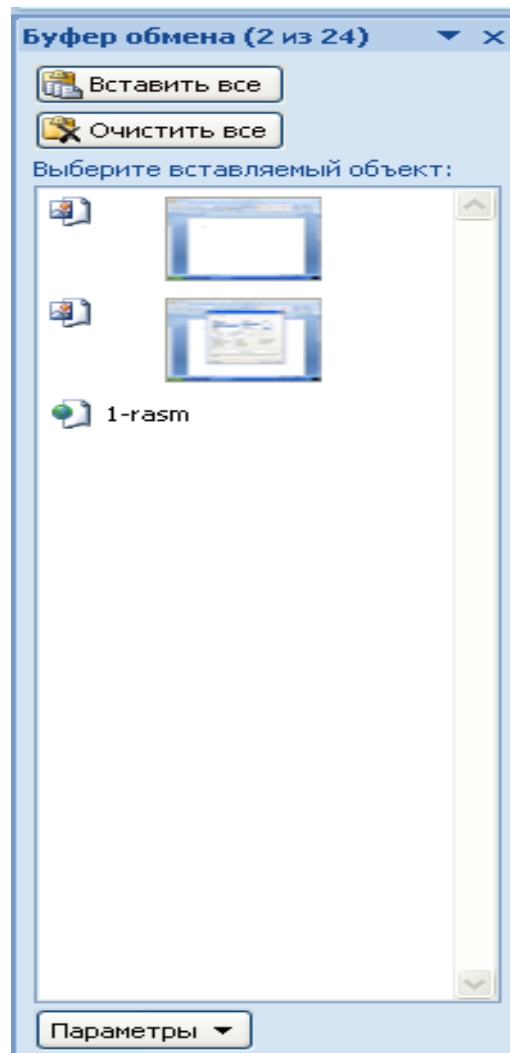 Буфер обмена (2 из 24)
Вставить все
Очистить все
Выберите вставляемый объект:
1-rasm
Параметры